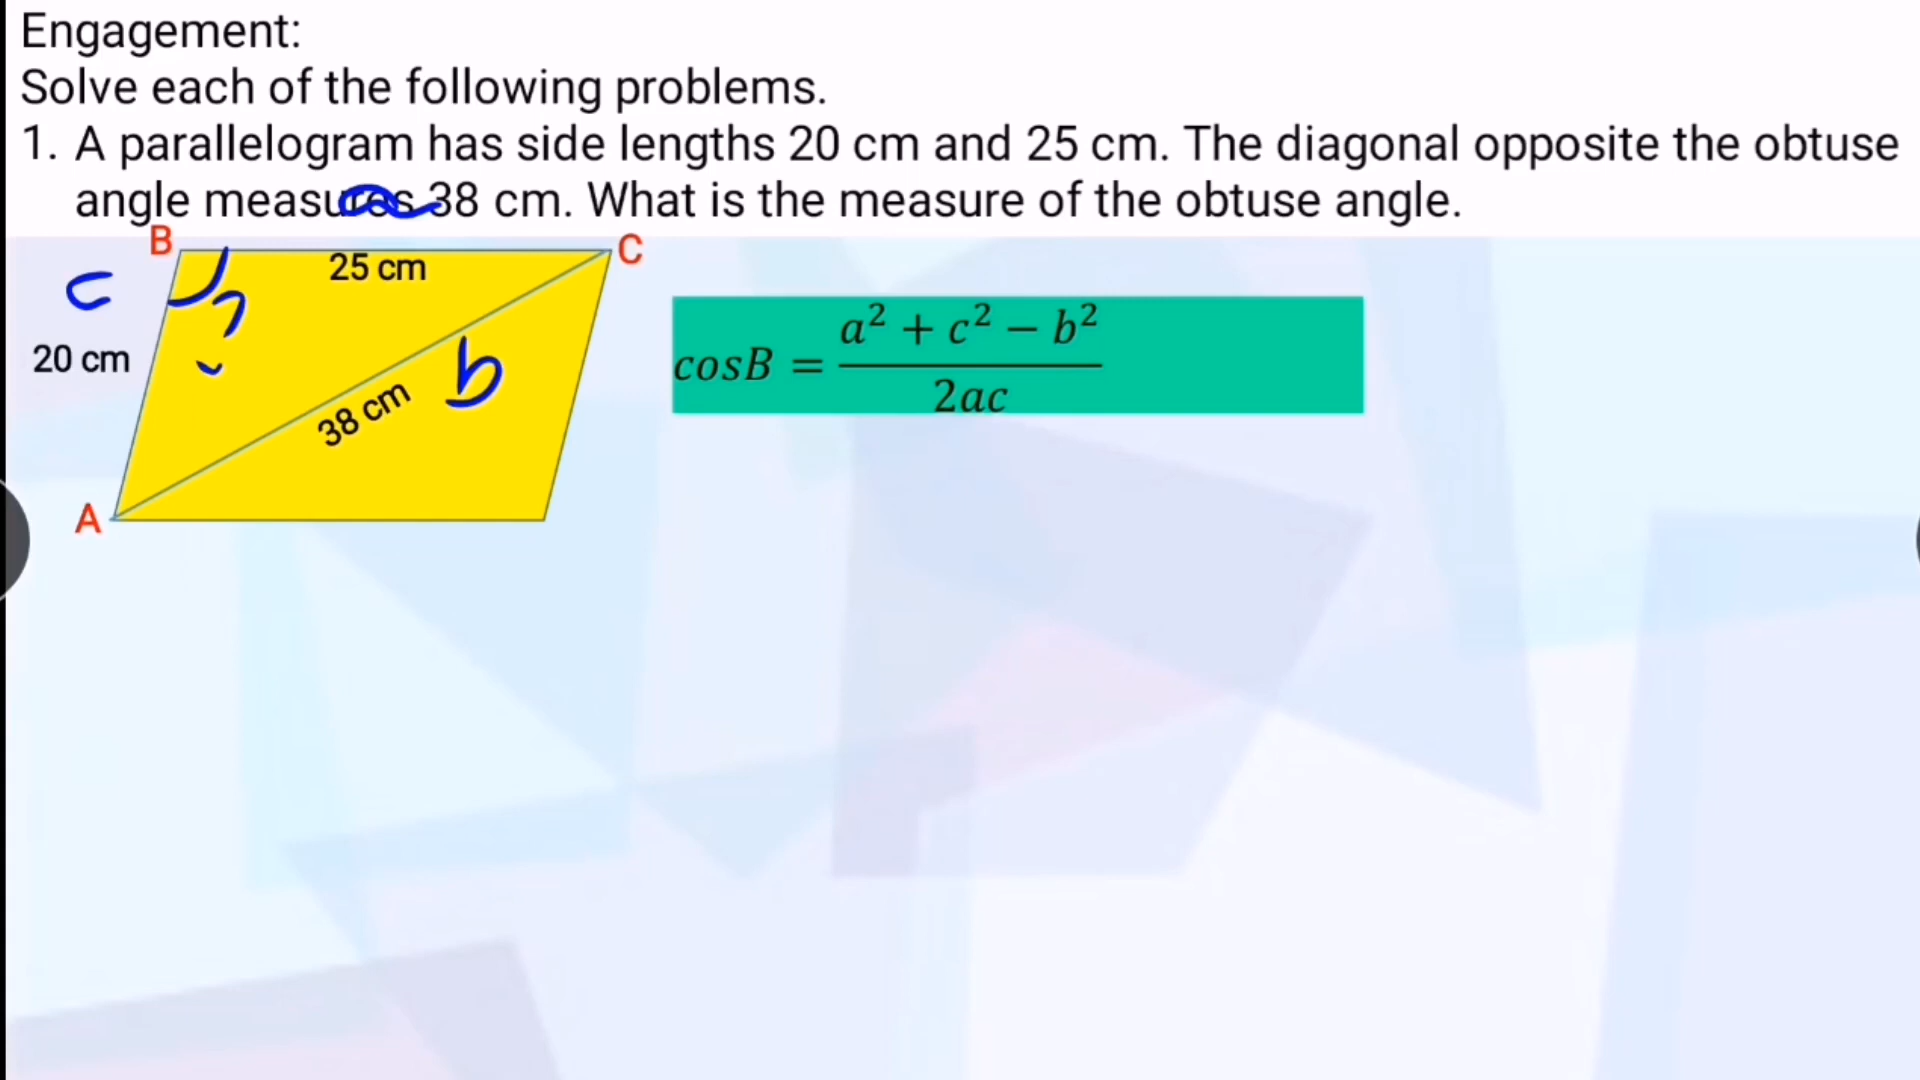 Engagement:
Solve each of the following problems.
1. A parallelogram has side lengths 20 cm and 25 cm. The diagonal opposite the obtuse
angle measures 38 cm. What is the measure of the obtuse angle.
B
C
25 cm
c
?
20 cm
b
38 cm
A
cosB = \frac{a² + c² − b²}{2ac}